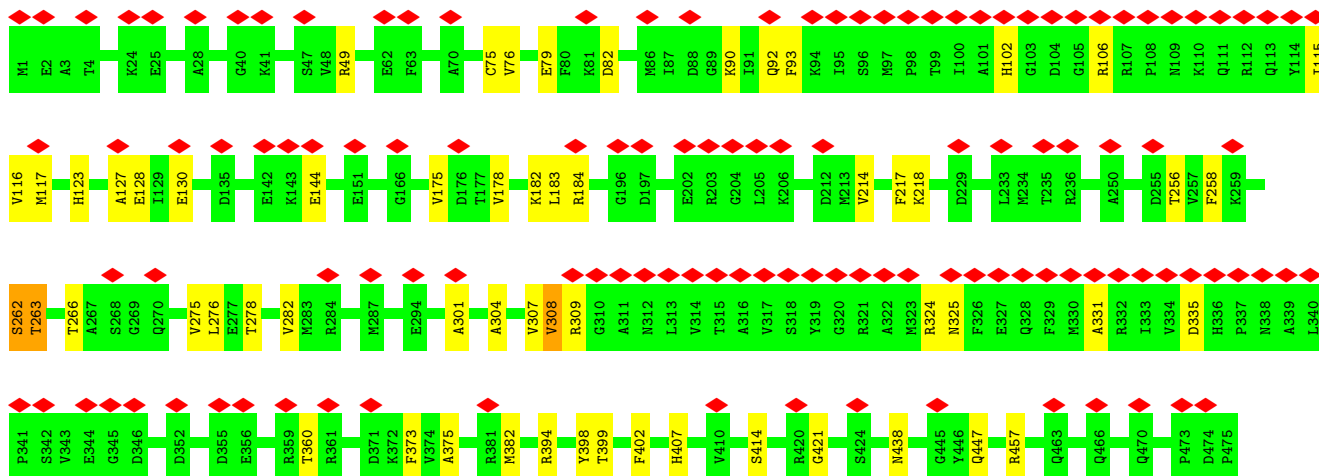 M1 E2 A3 T4 K24 E25 A28 G40 K41 S47 V48 R49 E62 F63 A70 C75 V76 E79 F80 K81 D82 M86 I87 D88 G89 K90 I91 Q92 F93 K94 I95 S96 M97 P98 T99 I100 A101 H102 G103 D104 G105 R106 R107 P108 N109 K110 Q111 R112 Q113 Y114 I115
V116 M117 H123 A127 E128 I129 E130 D135 E142 K143 E144 E151 G166 V175 D176 T177 V178 K182 L183 R184 G196 D197 E202 R203 G204 L205 K206 D212 M213 V214 F217 K218 D229 L233 M234 T235 R236 A250 D255 T256 V257 F258 K259
S262 T263 T266 A267 S268 G269 Q270 V275 L276 E277 T278 V282 M283 R284 M287 E294 A301 A304 V307 V308 R309 G310 A311 N312 L313 V314 T315 A316 V317 S318 Y319 G320 R321 A322 M323 R324 N325 F326 E327 Q328 F329 M330 A331 R332 I333 V334 D335 H336 P337 N338 A339 L340
P341 S342 V343 E344 G345 D346 D352 D355 E356 R359 T360 R361 D371 K372 F373 V374 A375 R381 M382 R394 Y398 T399 F402 H407 V410 S414 R420 G421 S424 N438 G445 Y446 Q447 R457 Q463 Q466 Q470 P473 D474 P475